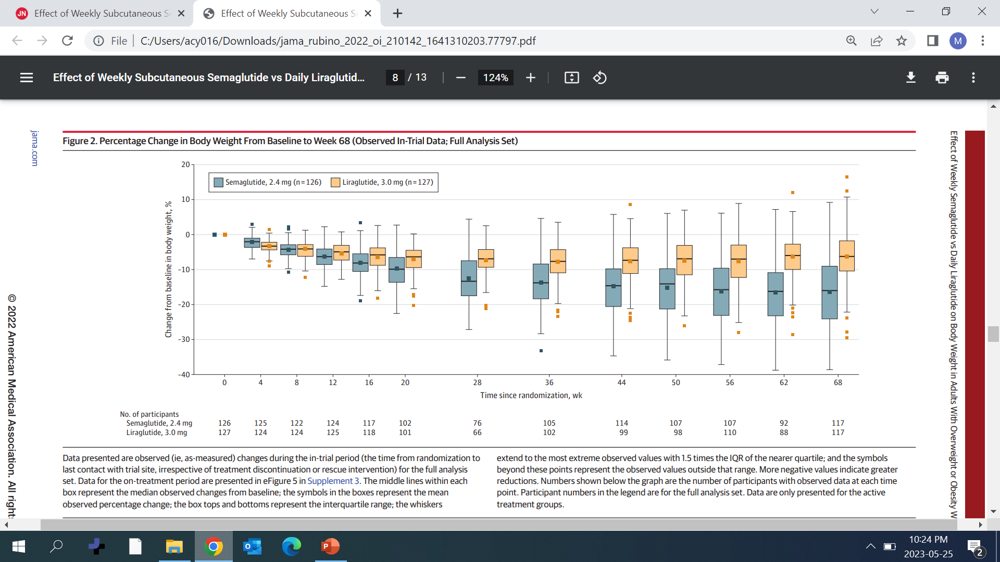 JN Effect of Weekly Subcutaneous S
Effect of Weekly Subcutaneous S
File C:/Users/acy016/Downloads/jama_rubino_2022_oi_210142_1641310203.77797.pdf
M
Effect of Weekly Subcutaneous Semaglutide vs Daily Liraglutid...
8 / 13
124%
jama.com
© 2022 American Medical Association. All rights
Effect of Weekly Semaglutide vs Daily Liraglutide on Body Weight in Adults With Overweight or Obesity W
Figure 2. Percentage Change in Body Weight From Baseline to Week 68 (Observed In-Trial Data; Full Analysis Set)
Semaglutide, 2.4 mg (n=126) Liraglutide, 3.0 mg (n=127)
Change from baseline in body weight, %
20
10
0
-10
-20
-30
-40
0 4 8 12 16 20 28 36 44 50 56 62 68
Time since randomization, wk
No. of participants
Semaglutide, 2.4 mg 126 125 122 124 117 102 76 105 114 107 107 92 117
Liraglutide, 3.0 mg 127 124 124 125 118 101 66 102 99 98 110 88 117
Data presented are observed (ie, as-measured) changes during the in-trial period (the time from randomization to
last contact with trial site, irrespective of treatment discontinuation or rescue intervention) for the full analysis
set. Data for the on-treatment period are presented in eFigure 5 in Supplement 3. The middle lines within each
box represent the median observed changes from baseline; the symbols in the boxes represent the mean
observed percentage change; the box tops and bottoms represent the interquartile range; the whiskers
extend to the most extreme observed values with 1.5 times the IQR of the nearer quartile; and the symbols
beyond these points represent the observed values outside that range. More negative values indicate greater
reductions. Numbers shown below the graph are the number of participants with observed data at each time
point. Participant numbers in the legend are for the full analysis set. Data are only presented for the active
treatment groups.
10:24 PM
2023-05-25
2